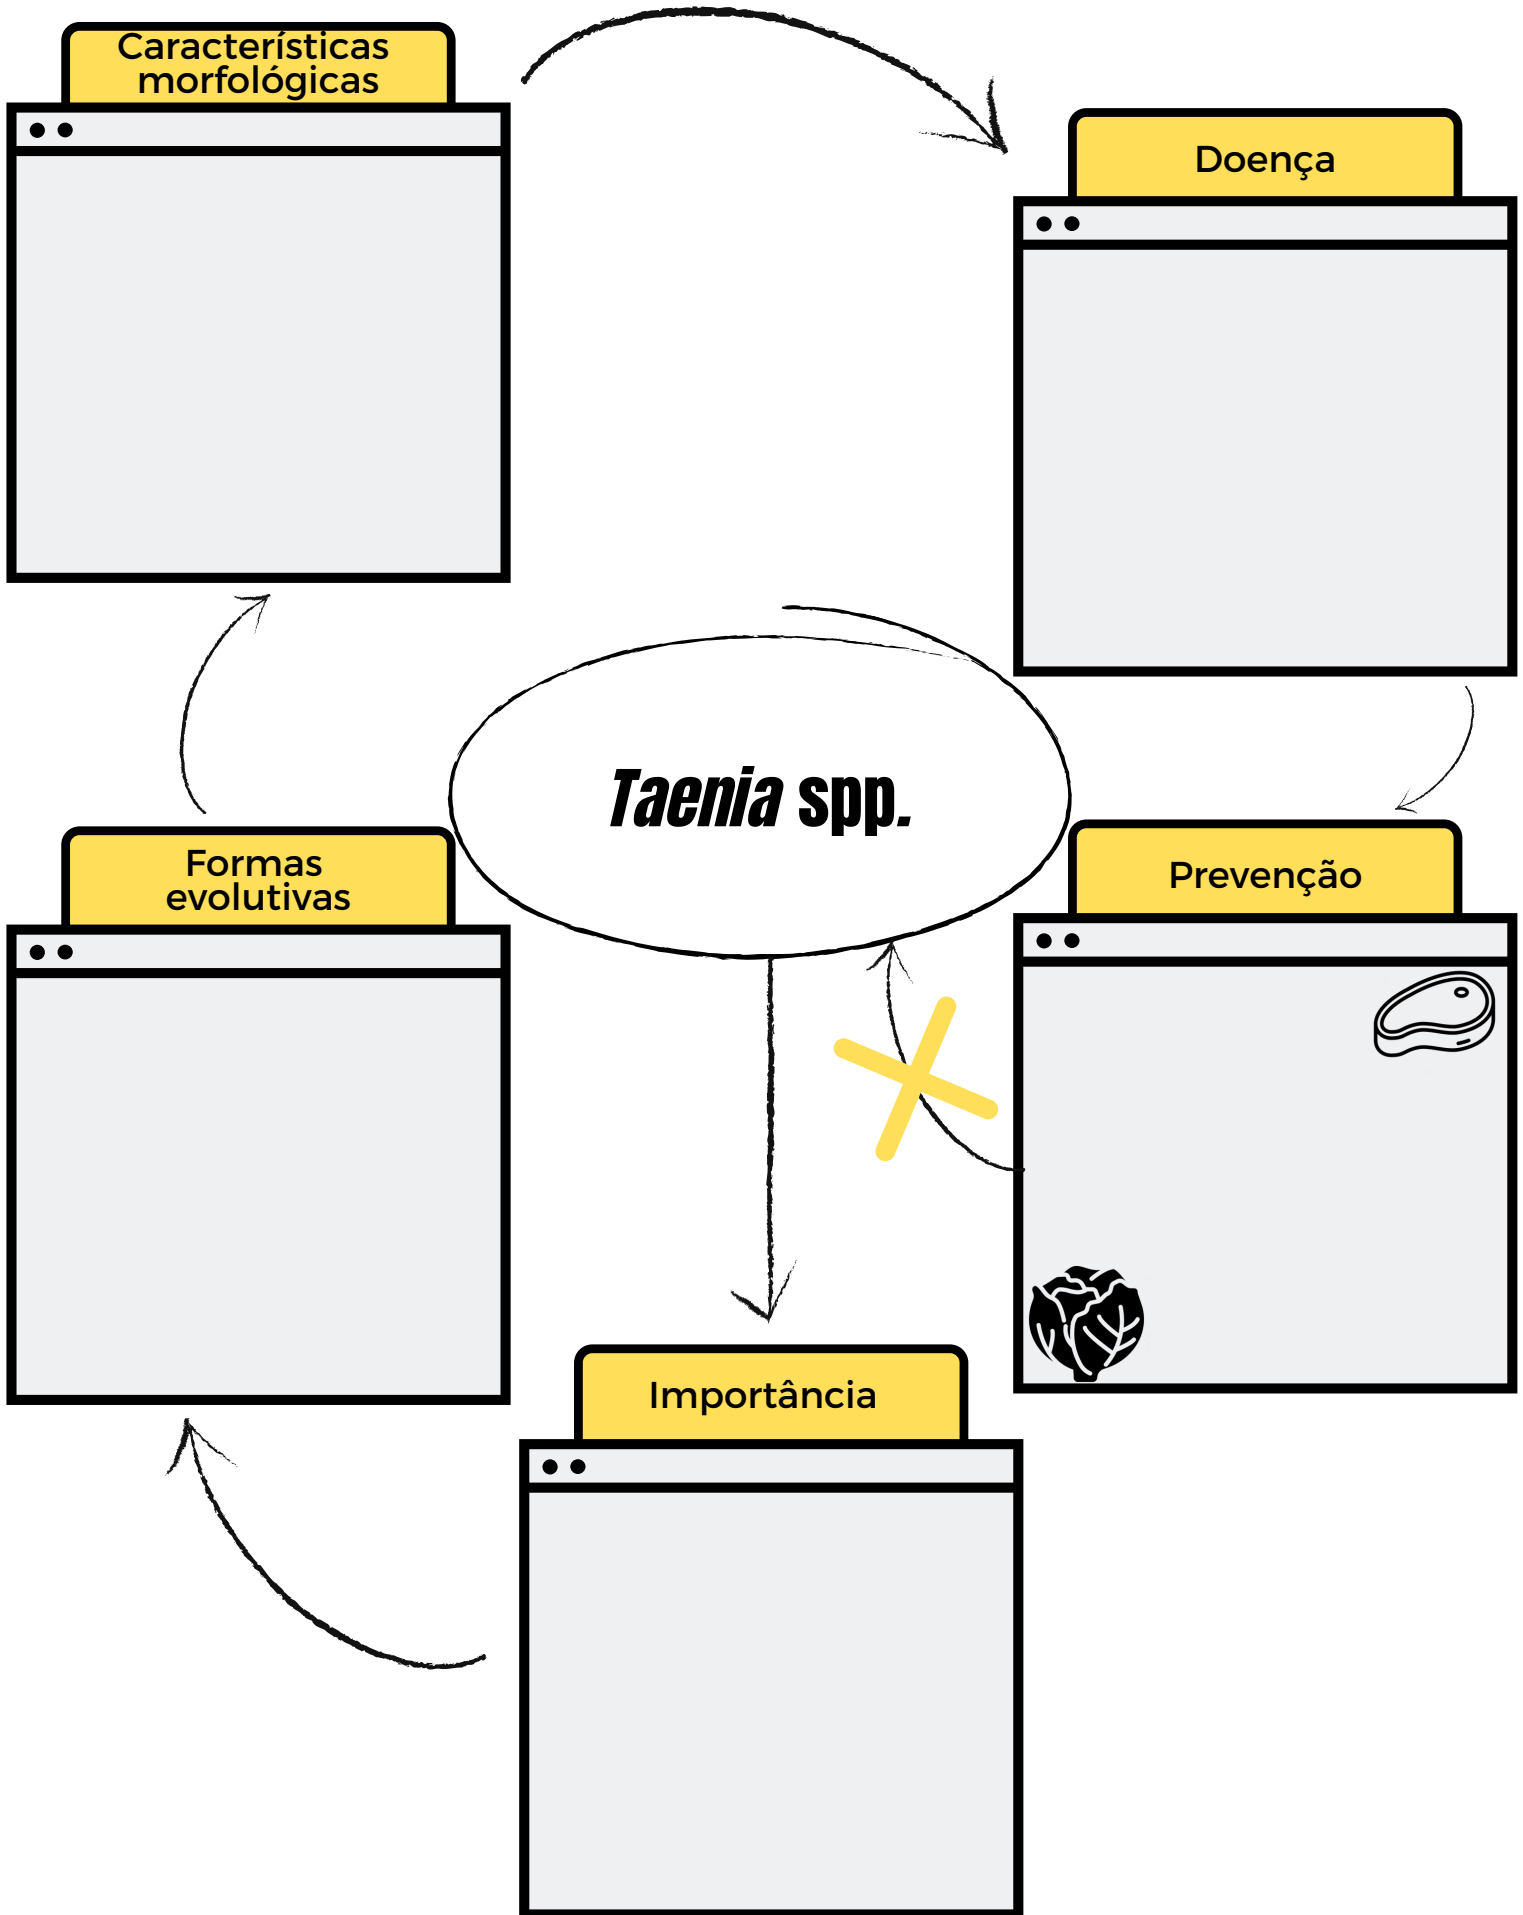 Características
morfológicas
Doença
Taenia spp.
Formas
evolutivas
Prevenção
Importância